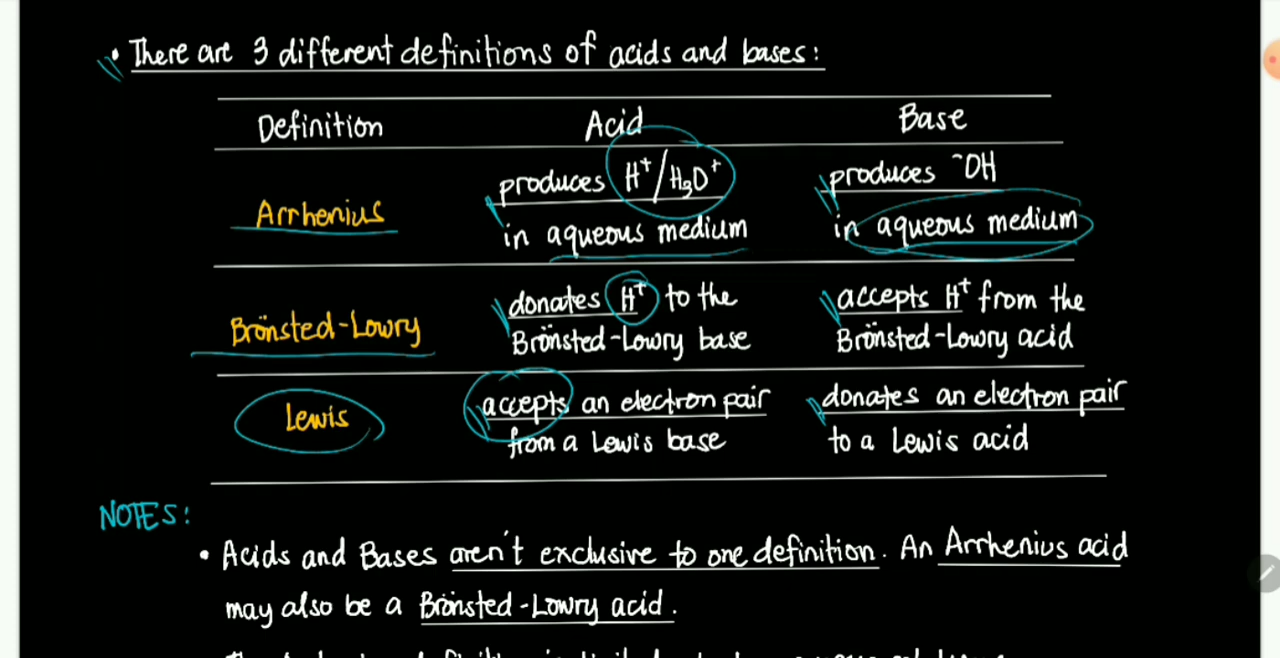 • There are 3 different definitions of acids and bases:
Definition Acid Base
Arrhenius
produces H⁺/H₃O⁺
in aqueous medium
produces ⁻OH
in aqueous medium
Brönsted-Lowry
donates H⁺ to the
Brönsted-Lowry base
accepts H⁺ from the
Brönsted-Lowry acid
Lewis
accepts an electron pair
from a Lewis base
donates an electron pair
to a Lewis acid
NOTES:
• Acids and Bases aren't exclusive to one definition. An Arrhenius acid
may also be a Brönsted-Lowry acid.